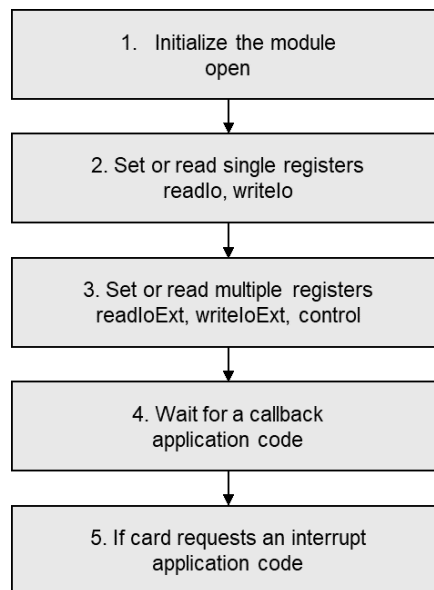 1. Initialize the module
open
2. Set or read single registers
readIo, writeIo
3. Set or read multiple registers
readIoExt, writeIoExt, control
4. Wait for a callback
application code
5. If card requests an interrupt
application code